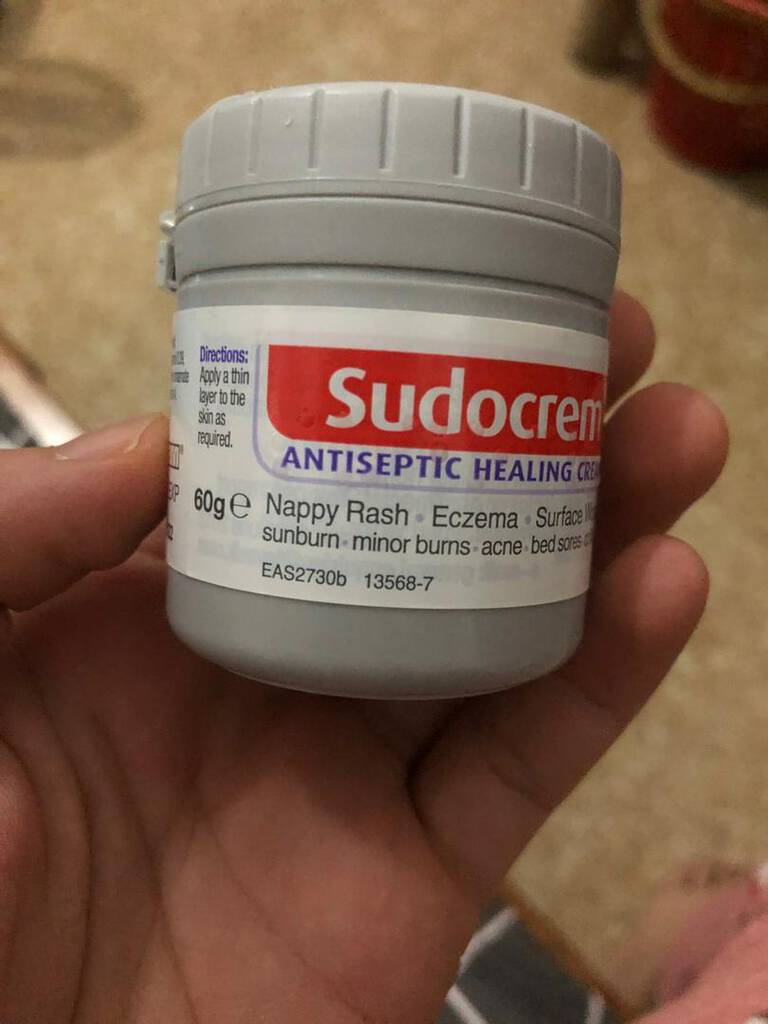 Directions:
Apply a thin
layer to the
skin as
required.
Sudocrem
ANTISEPTIC HEALING
60g ℮
Nappy Rash • Eczema • Surface
sunburn • minor burns • acne • bed sores •
EAS2730b 13568-7
EXP